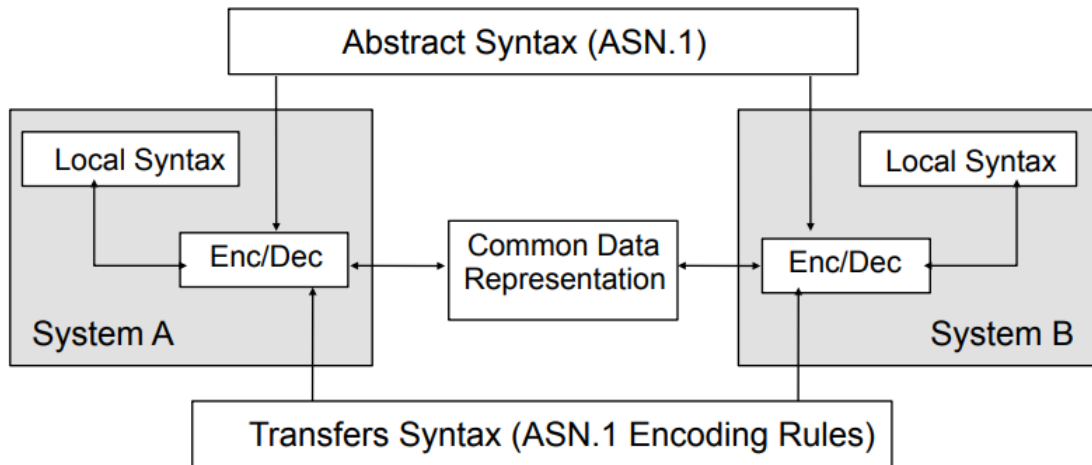 Abstract Syntax (ASN.1)
Local Syntax
Local Syntax
Enc/Dec
Common Data
Representation
Enc/Dec
System A
System B
Transfers Syntax (ASN.1 Encoding Rules)